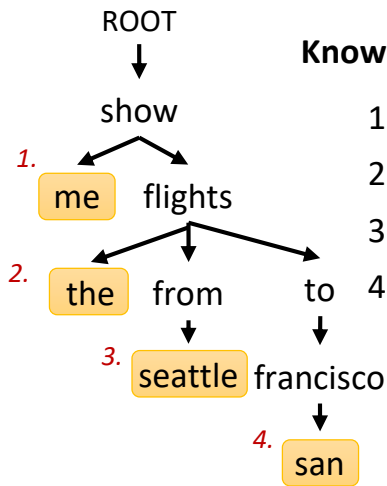 ROOT
Know
show
1
1.
me flights
2
3
2.
the from to 4
3.
seattle francisco
4.
san